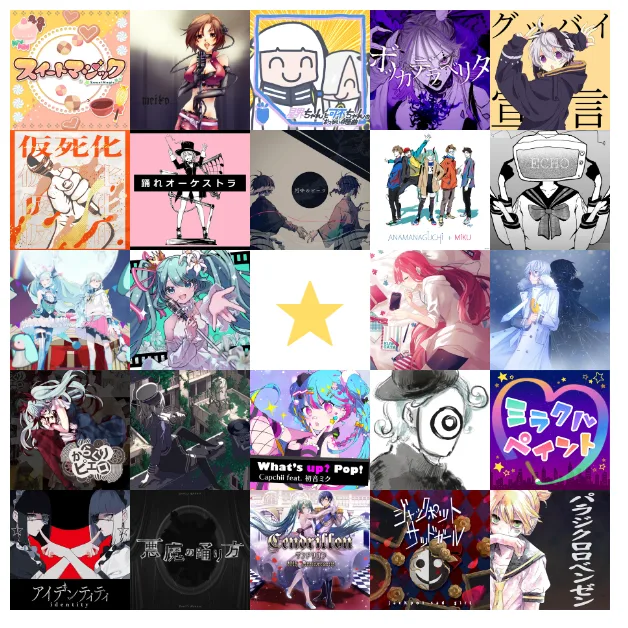 スイートマジック
meiko
ボッカデラベリタ
グッバイ
宣言
仮死化
踊れオーケストラ
ANAMANAGUCHI + MIKU
ECHO
からくり
ピエロ
What's up? Pop!
Capchii feat. 初音ミク
ミラクル
ペイント
アイデンティティ
identity
悪魔の踊り方
Cendrillon
ジャックポット
サッドガール
jackpot sad girl
パラジクロロベンゼン